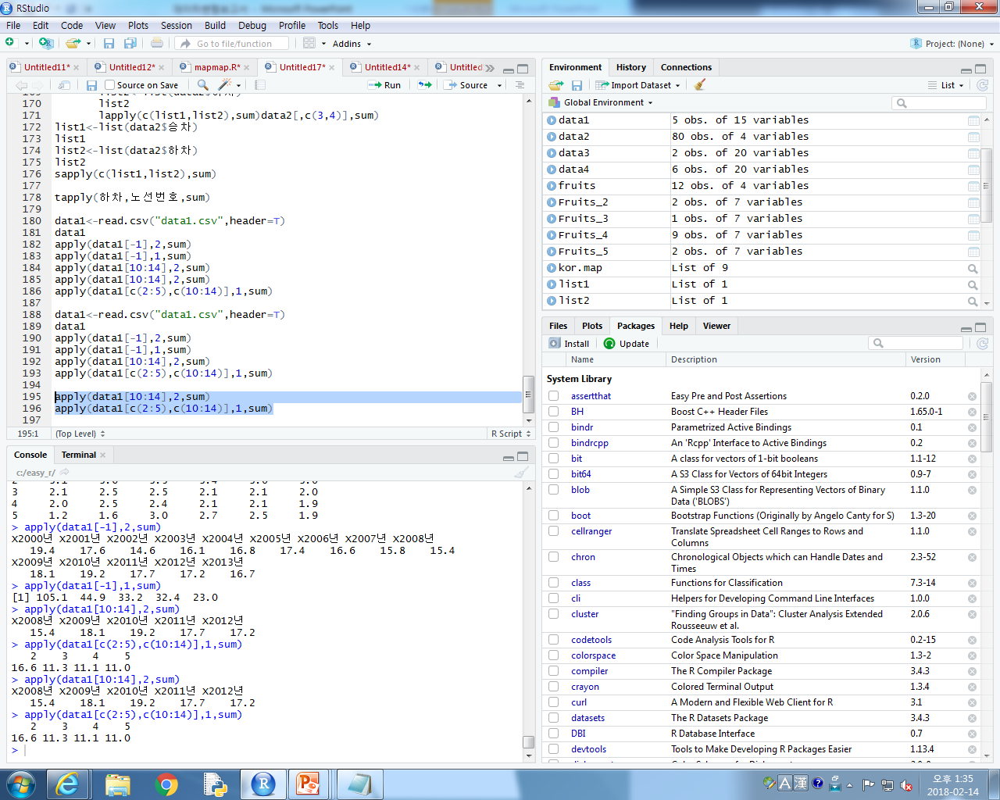 RStudio
File Edit Code View Plots Session Build Debug Profile Tools Help
Go to file/function Addins Project: (None)
Untitled11* Untitled12* mapmap.R* Untitled17* Untitled14* Untitled
Source on Save Run Source
170 list2
171 lapply(c(list1,list2),sum)data2[,c(3,4)],sum)
172 list1<-list(data2$승차)
173 list1
174 list2<-list(data2$하차)
175 list2
176 sapply(c(list1,list2),sum)
177
178 tapply(하차,노선번호,sum)
179
180 data1<-read.csv("data1.csv",header=T)
181 data1
182 apply(data1[-1],2,sum)
183 apply(data1[-1],1,sum)
184 apply(data1[10:14],2,sum)
185 apply(data1[10:14],2,sum)
186 apply(data1[c(2:5),c(10:14)],1,sum)
187
188 data1<-read.csv("data1.csv",header=T)
189 data1
190 apply(data1[-1],2,sum)
191 apply(data1[-1],1,sum)
192 apply(data1[10:14],2,sum)
193 apply(data1[c(2:5),c(10:14)],1,sum)
194
195 apply(data1[10:14],2,sum)
196 apply(data1[c(2:5),c(10:14)],1,sum)
197
195:1 (Top Level) R Script
Console Terminal
c:/easy_r/
3 2.1 2.5 2.5 2.1 2.1 2.0
4 2.0 2.5 2.4 2.1 2.1 1.9
5 1.2 1.6 3.0 2.7 2.5 1.9
> apply(data1[-1],2,sum)
X2000년 X2001년 X2002년 X2003년 X2004년 X2005년 X2006년 X2007년 X2008년
19.4 17.6 14.6 16.1 16.8 17.4 16.6 15.8 15.4
X2009년 X2010년 X2011년 X2012년 X2013년
18.1 19.2 17.7 17.2 16.7
> apply(data1[-1],1,sum)
[1] 105.1 44.9 33.2 32.4 23.0
> apply(data1[10:14],2,sum)
X2008년 X2009년 X2010년 X2011년 X2012년
15.4 18.1 19.2 17.7 17.2
> apply(data1[c(2:5),c(10:14)],1,sum)
2 3 4 5
16.6 11.3 11.1 11.0
> apply(data1[10:14],2,sum)
X2008년 X2009년 X2010년 X2011년 X2012년
15.4 18.1 19.2 17.7 17.2
> apply(data1[c(2:5),c(10:14)],1,sum)
2 3 4 5
16.6 11.3 11.1 11.0
>
Environment History Connections
Import Dataset List
Global Environment
data1 5 obs. of 15 variables
data2 80 obs. of 4 variables
data3 2 obs. of 20 variables
data4 6 obs. of 20 variables
fruits 12 obs. of 4 variables
Fruits_2 2 obs. of 7 variables
Fruits_3 1 obs. of 7 variables
Fruits_4 9 obs. of 7 variables
Fruits_5 2 obs. of 7 variables
kor.map List of 9
list1 List of 1
list2 List of 1
Files Plots Packages Help Viewer
Install Update
Name Description Version
System Library
assertthat Easy Pre and Post Assertions 0.2.0
BH Boost C++ Header Files 1.65.0-1
bindr Parametrized Active Bindings 0.1
bindrcpp An 'Rcpp' Interface to Active Bindings 0.2
bit A class for vectors of 1-bit booleans 1.1-12
bit64 A S3 Class for Vectors of 64bit Integers 0.9-7
blob A Simple S3 Class for Representing Vectors of Binary 1.1.0
Data ('BLOBS')
boot Bootstrap Functions (Originally by Angelo Canty for S) 1.3-20
cellranger Translate Spreadsheet Cell Ranges to Rows and 1.1.0
Columns
chron Chronological Objects which can Handle Dates and 2.3-52
Times
class Functions for Classification 7.3-14
cli Helpers for Developing Command Line Interfaces 1.0.0
cluster "Finding Groups in Data": Cluster Analysis Extended 2.0.6
Rousseeuw et al.
codetools Code Analysis Tools for R 0.2-15
colorspace Color Space Manipulation 1.3-2
compiler The R Compiler Package 3.4.3
crayon Colored Terminal Output 1.3.4
curl A Modern and Flexible Web Client for R 3.1
datasets The R Datasets Package 3.4.3
DBI R Database Interface 0.7
devtools Tools to Make Developing R Packages Easier 1.13.4
A 漢
오후 1:35
2018-02-14